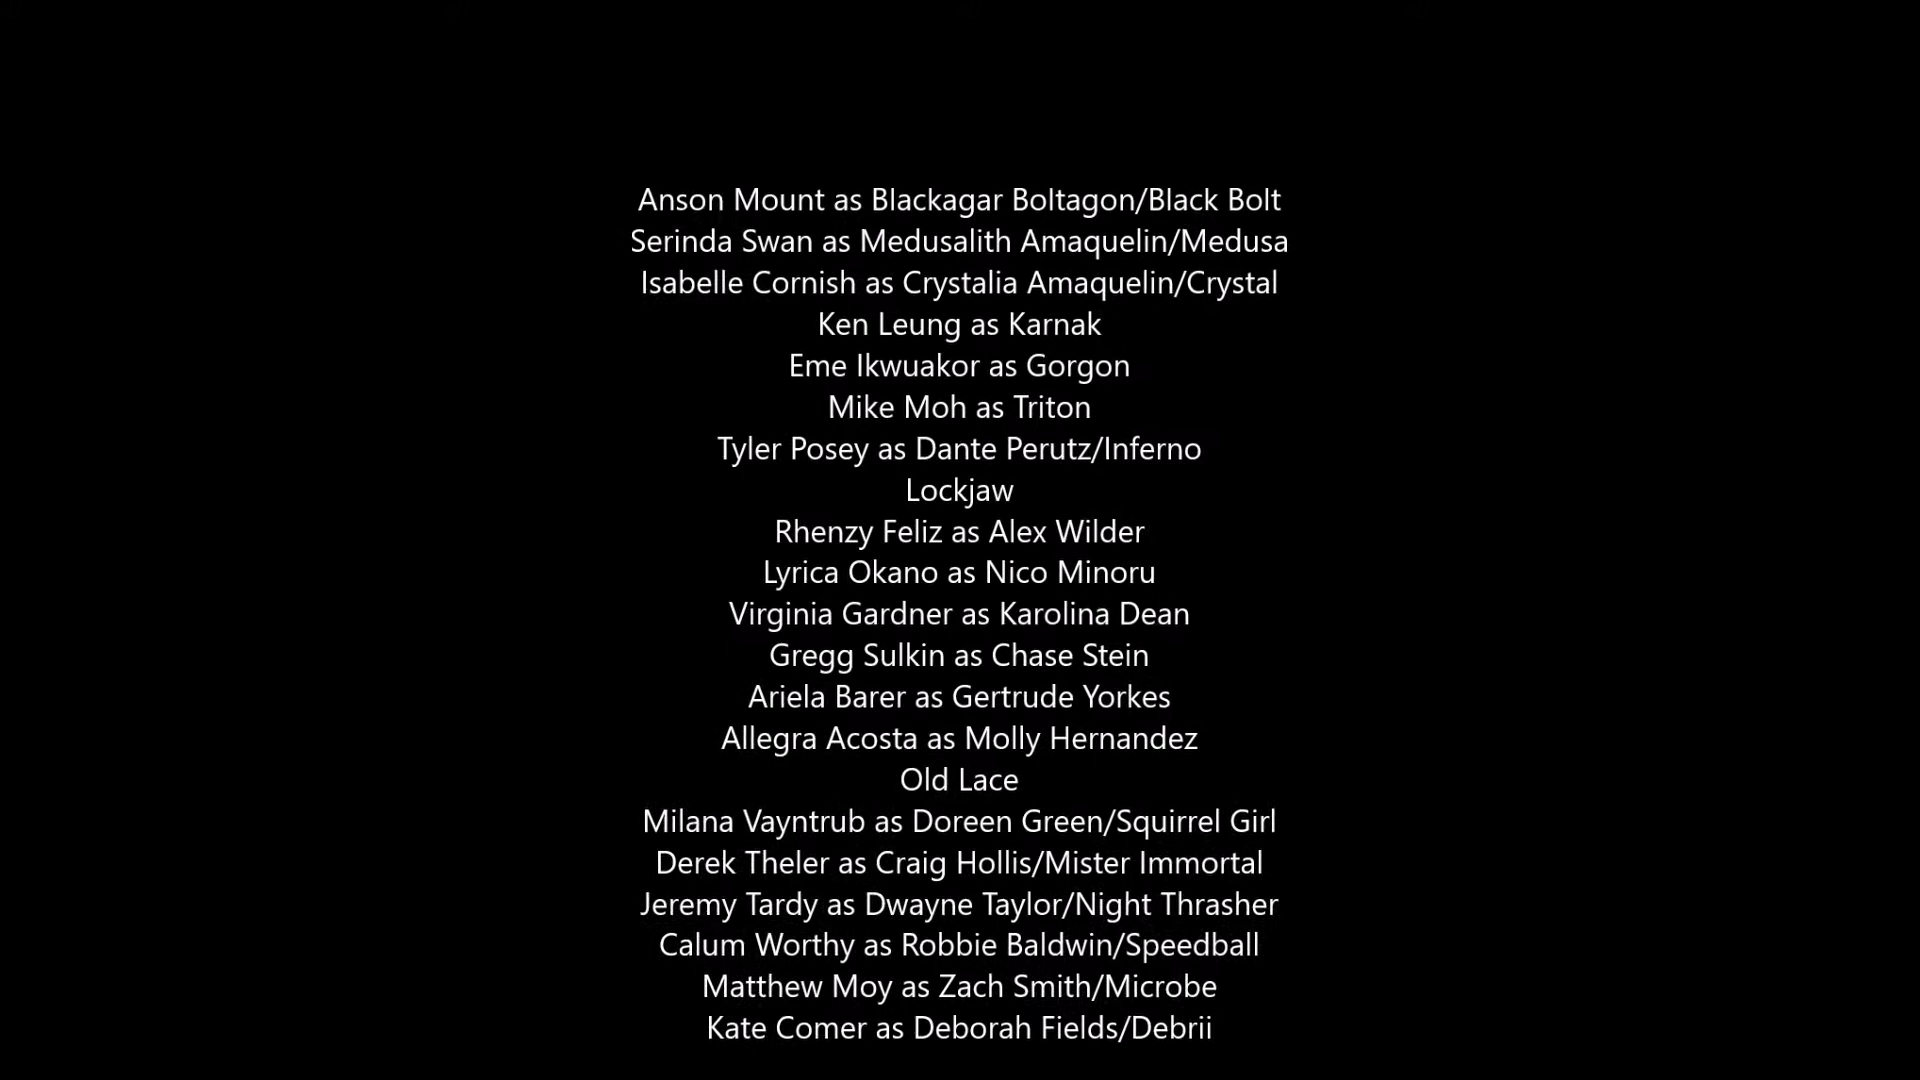 Anson Mount as Blackagar Boltagon/Black Bolt
Serinda Swan as Medusalith Amaquelin/Medusa
Isabelle Cornish as Crystalia Amaquelin/Crystal
Ken Leung as Karnak
Eme Ikwuakor as Gorgon
Mike Moh as Triton
Tyler Posey as Dante Perutz/Inferno
Lockjaw
Rhenzy Feliz as Alex Wilder
Lyrica Okano as Nico Minoru
Virginia Gardner as Karolina Dean
Gregg Sulkin as Chase Stein
Ariela Barer as Gertrude Yorkes
Allegra Acosta as Molly Hernandez
Old Lace
Milana Vayntrub as Doreen Green/Squirrel Girl
Derek Theler as Craig Hollis/Mister Immortal
Jeremy Tardy as Dwayne Taylor/Night Thrasher
Calum Worthy as Robbie Baldwin/Speedball
Matthew Moy as Zach Smith/Microbe
Kate Comer as Deborah Fields/Debrii